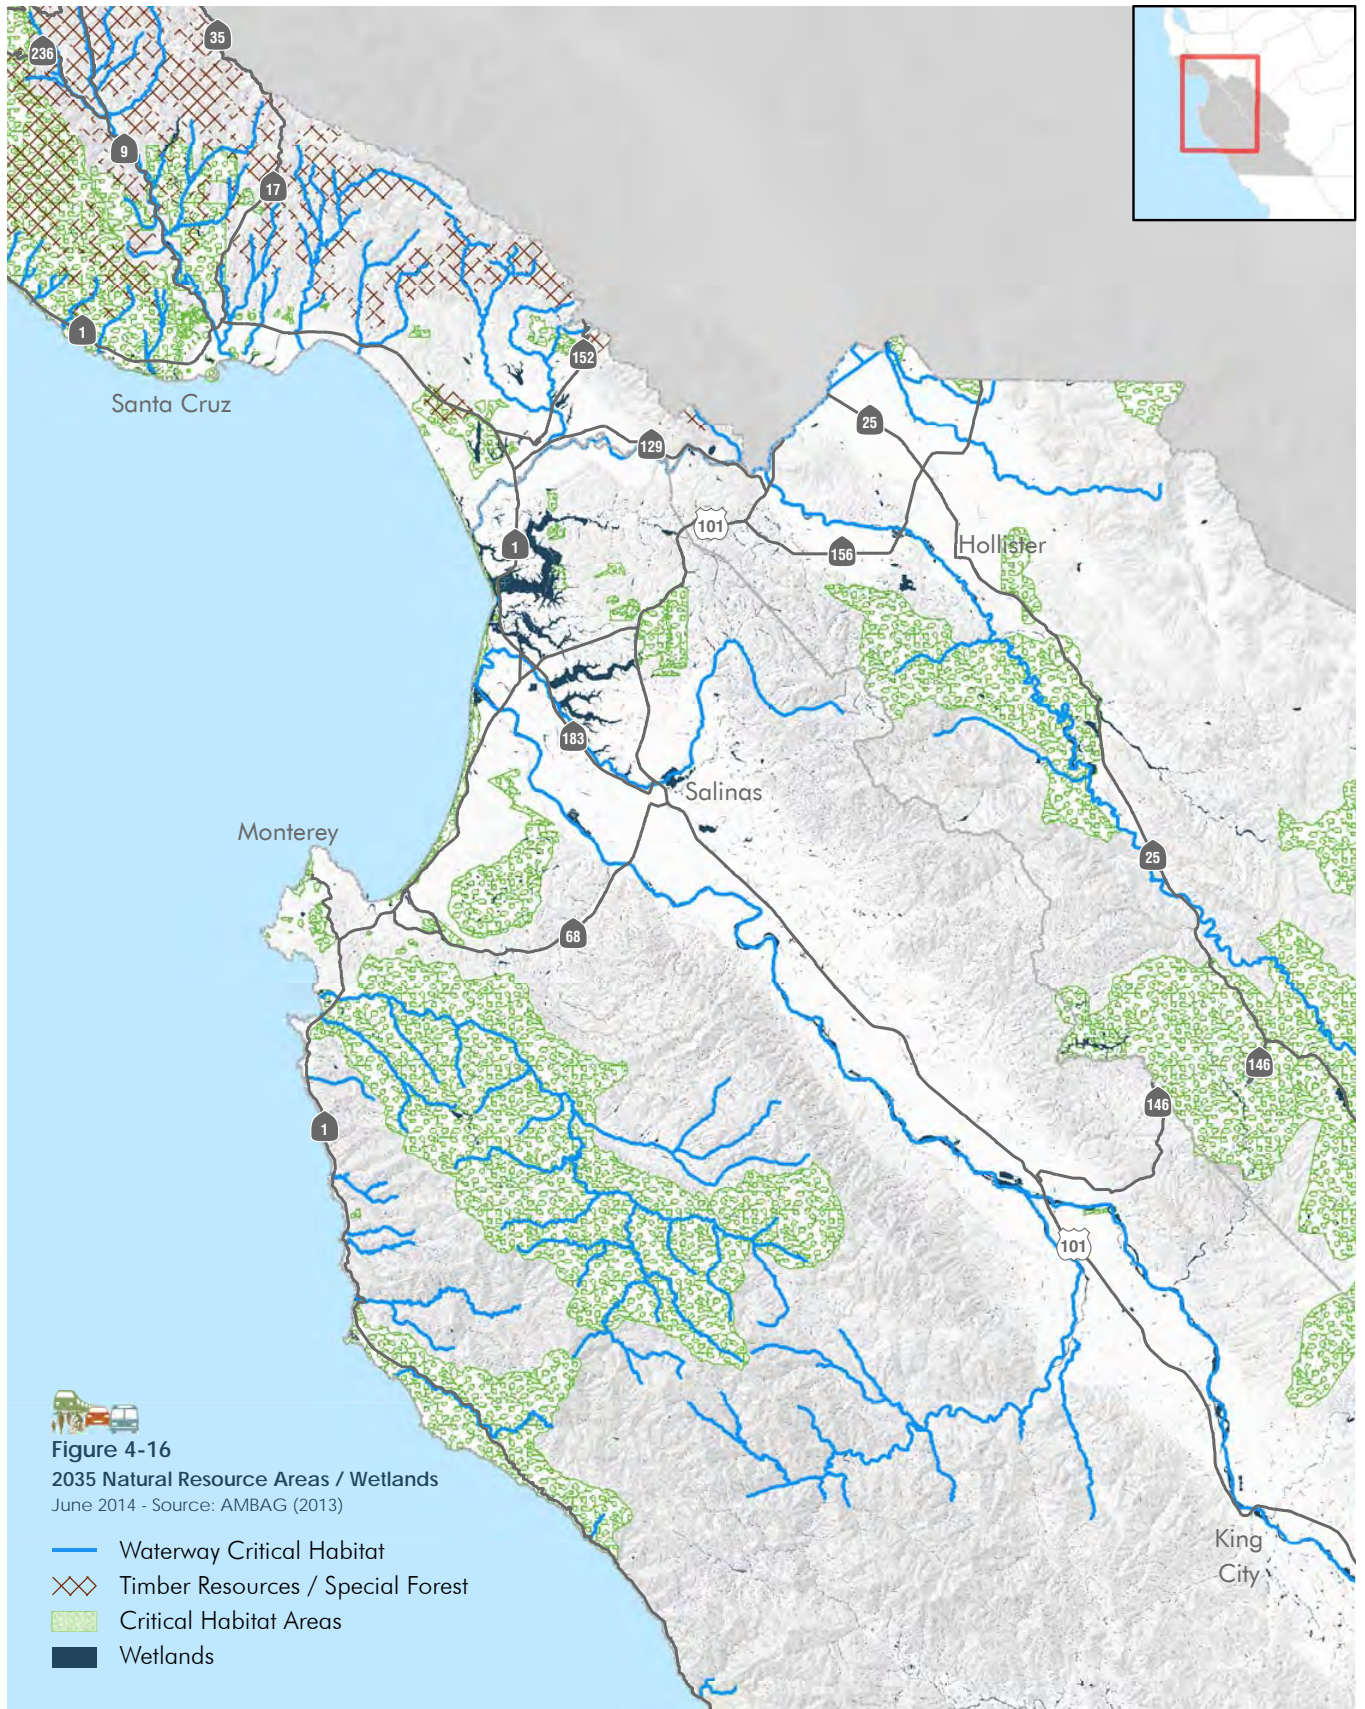 35
236
9
17
1
Santa Cruz
152
25
129
101
1
156
Hollister
183
Salinas
Monterey
25
68
146
146
1
101
King
City
Figure 4-16
2035 Natural Resource Areas / Wetlands
June 2014 - Source: AMBAG (2013)
Waterway Critical Habitat
Timber Resources / Special Forest
Critical Habitat Areas
Wetlands